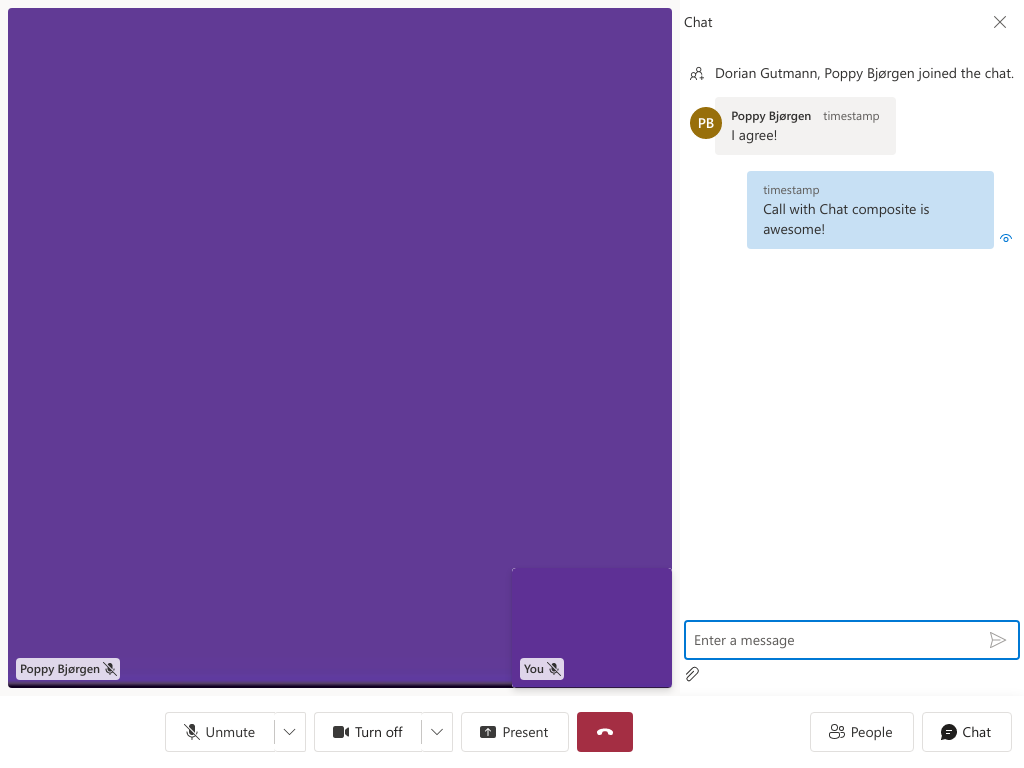 Chat
Dorian Gutmann, Poppy Bjørgen joined the chat.
PB
Poppy Bjørgen timestamp
I agree!
timestamp
Call with Chat composite is
awesome!
Enter a message
Poppy Bjørgen
You
Unmute
Turn off
Present
People
Chat